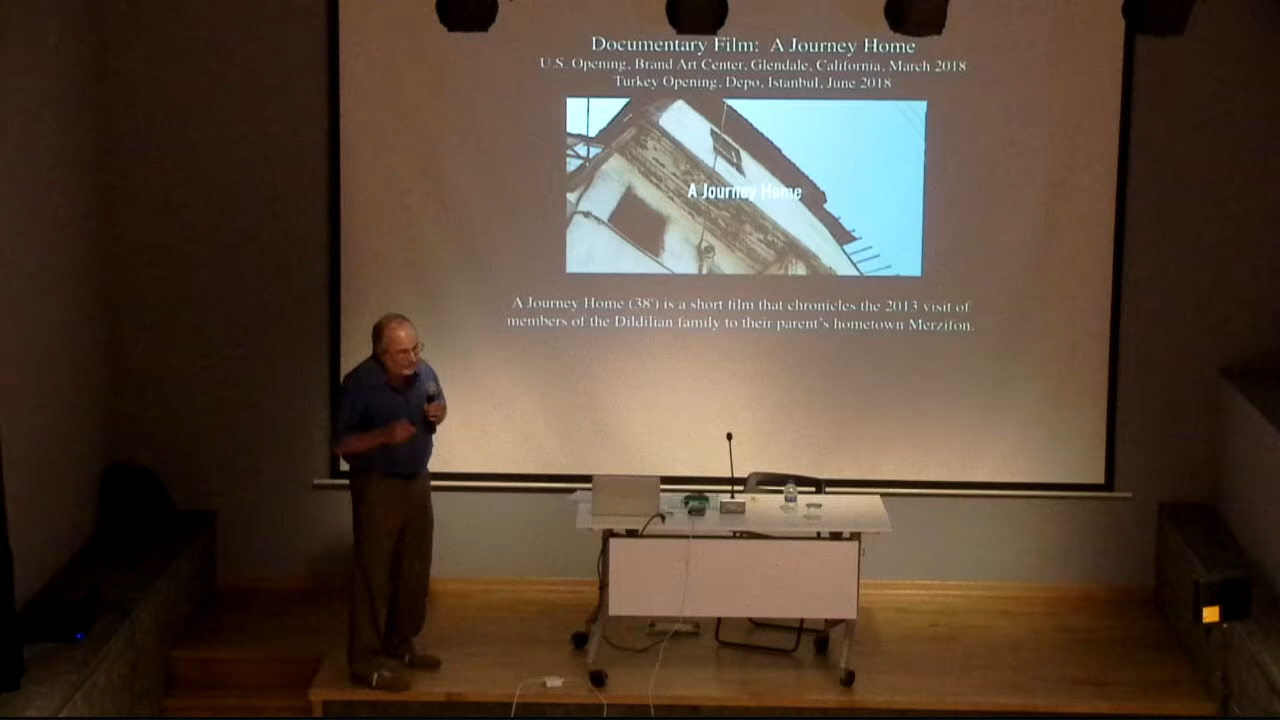 Documentary Film: A Journey Home
U.S. Opening, Brand Art Center, Glendale, California, March 2018
Turkey Opening, Depo, Istanbul, June 2018
A Journey Home
A Journey Home (38') is a short film that chronicles the 2013 visit of
members of the Dildilian family to their parent's hometown Merzifon.